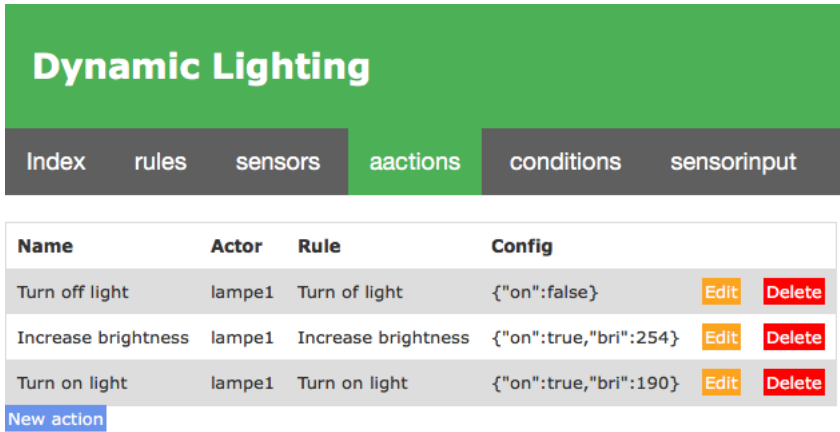 Dynamic Lighting
Index rules sensors aactions conditions sensorinput
Name Actor Rule Config
Turn off light lampe1 Turn of light {"on":false} Edit Delete
Increase brightness lampe1 Increase brightness {"on":true,"bri":254} Edit Delete
Turn on light lampe1 Turn on light {"on":true,"bri":190} Edit Delete
New action